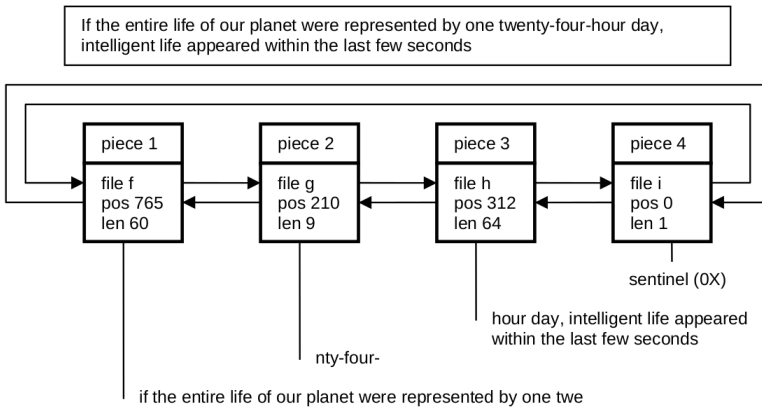 If the entire life of our planet were represented by one twenty-four-hour day,
intelligent life appeared within the last few seconds
piece 1
piece 2
piece 3
piece 4
file f
pos 765
len 60
file g
pos 210
len 9
file h
pos 312
len 64
file i
pos 0
len 1
sentinel (0X)
hour day, intelligent life appeared
within the last few seconds
nty-four-
if the entire life of our planet were represented by one twe